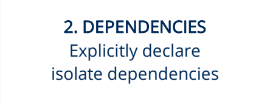 2. DEPENDENCIES
Explicitly declare
isolate dependencies